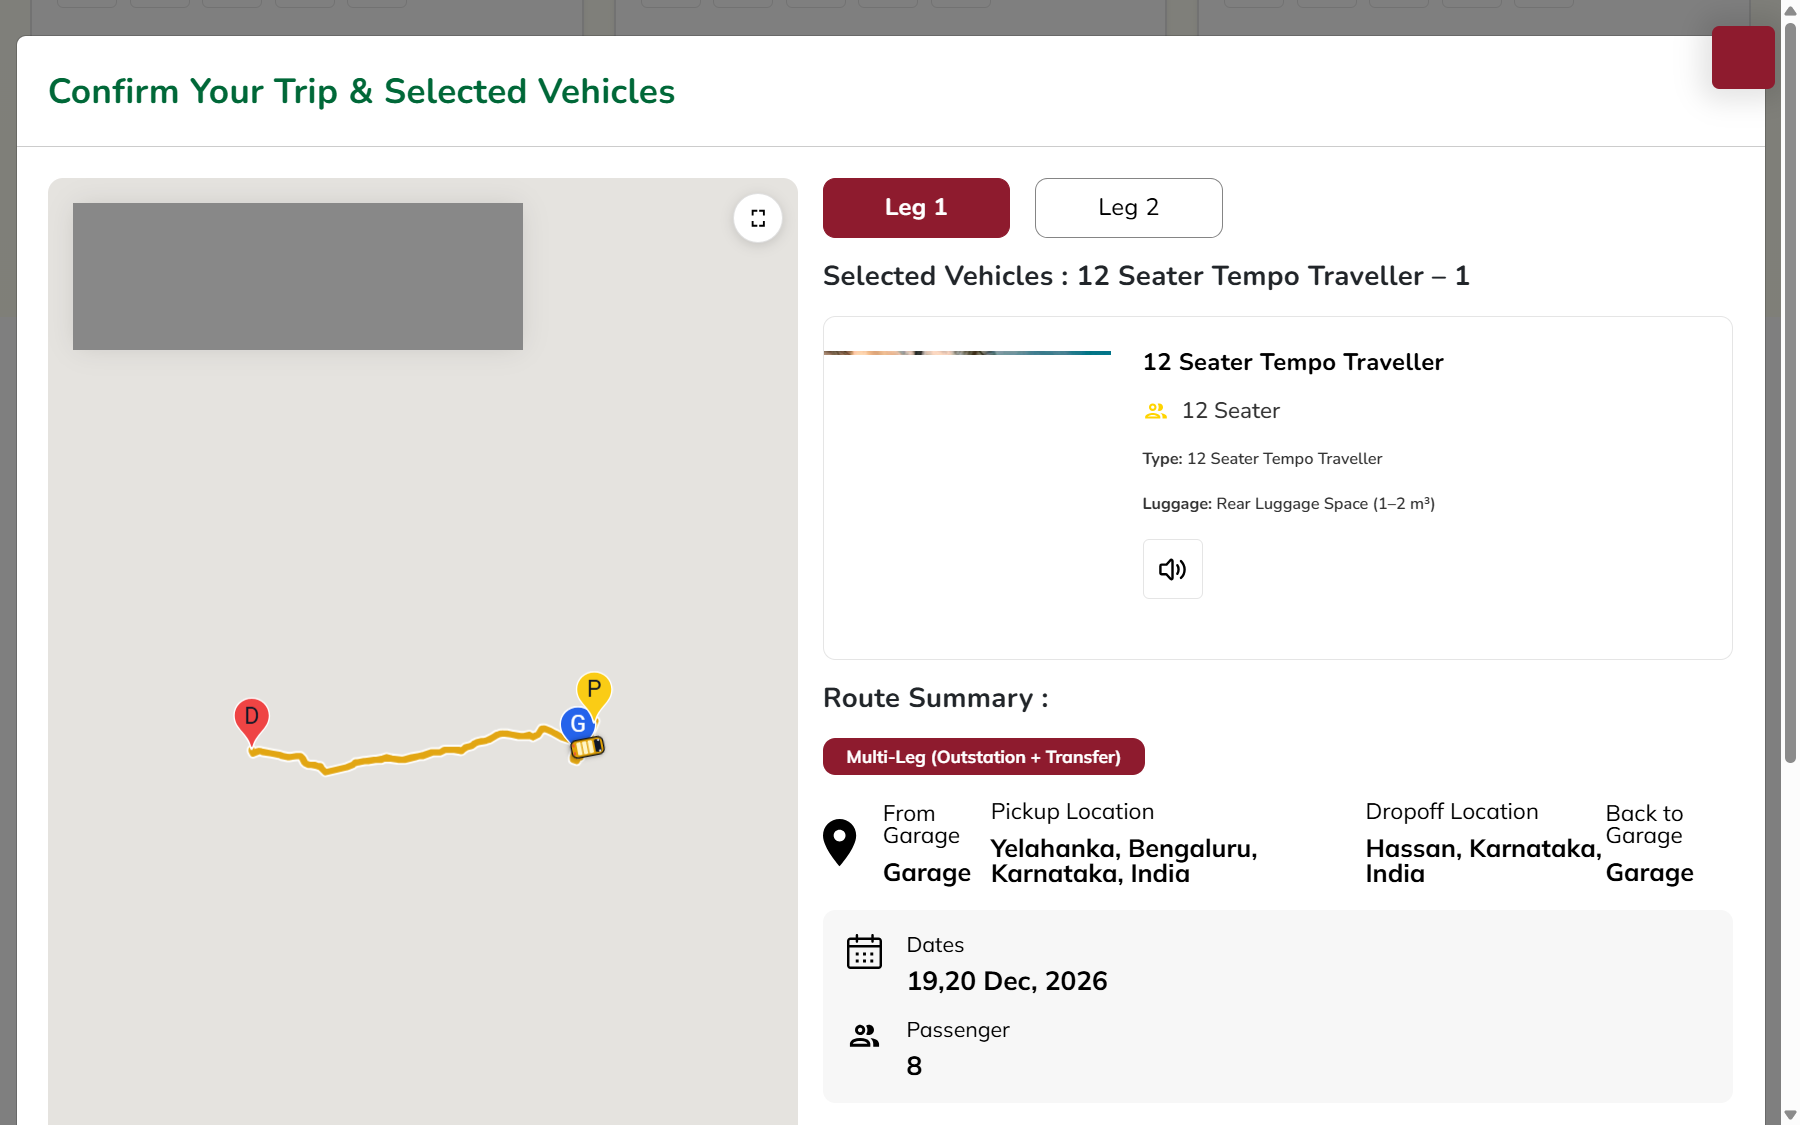 Confirm Your Trip & Selected Vehicles
D
P
G
Leg 1
Leg 2
Selected Vehicles : 12 Seater Tempo Traveller – 1
12 Seater Tempo Traveller
12 Seater
Type: 12 Seater Tempo Traveller
Luggage: Rear Luggage Space (1–2 m³)
Route Summary :
Multi-Leg (Outstation + Transfer)
From
Garage
Garage
Pickup Location
Yelahanka, Bengaluru,
Karnataka, India
Dropoff Location
Hassan, Karnataka,
India
Back to
Garage
Garage
Dates
19,20 Dec, 2026
Passenger
8